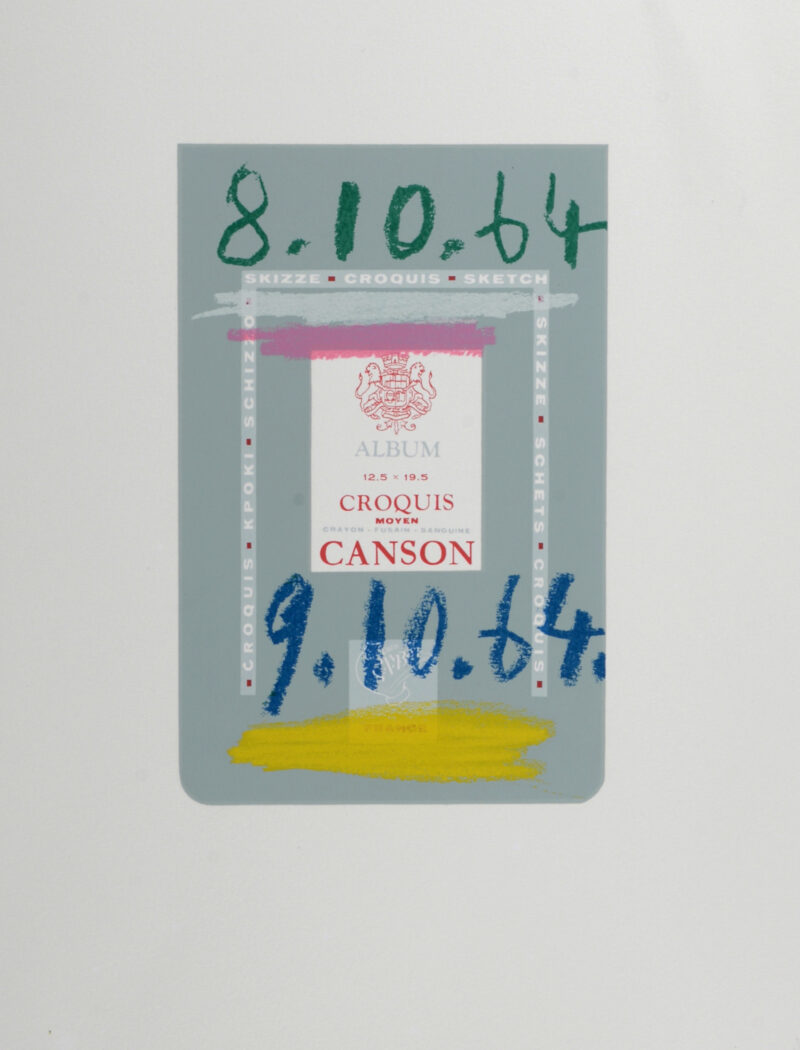 8.10.64
SKIZZE ▪ CROQUIS ▪ SKETCH
CROQUIS ▪ KPOKI ▪ SCHIZZO
SKIZZE ▪ SCHETS ▪ CROQUIS
ALBUM
12.5 × 19.5
CROQUIS
MOYEN
CRAYON - FUSAIN - SANGUINE
CANSON
9.10.64.
FRANCE